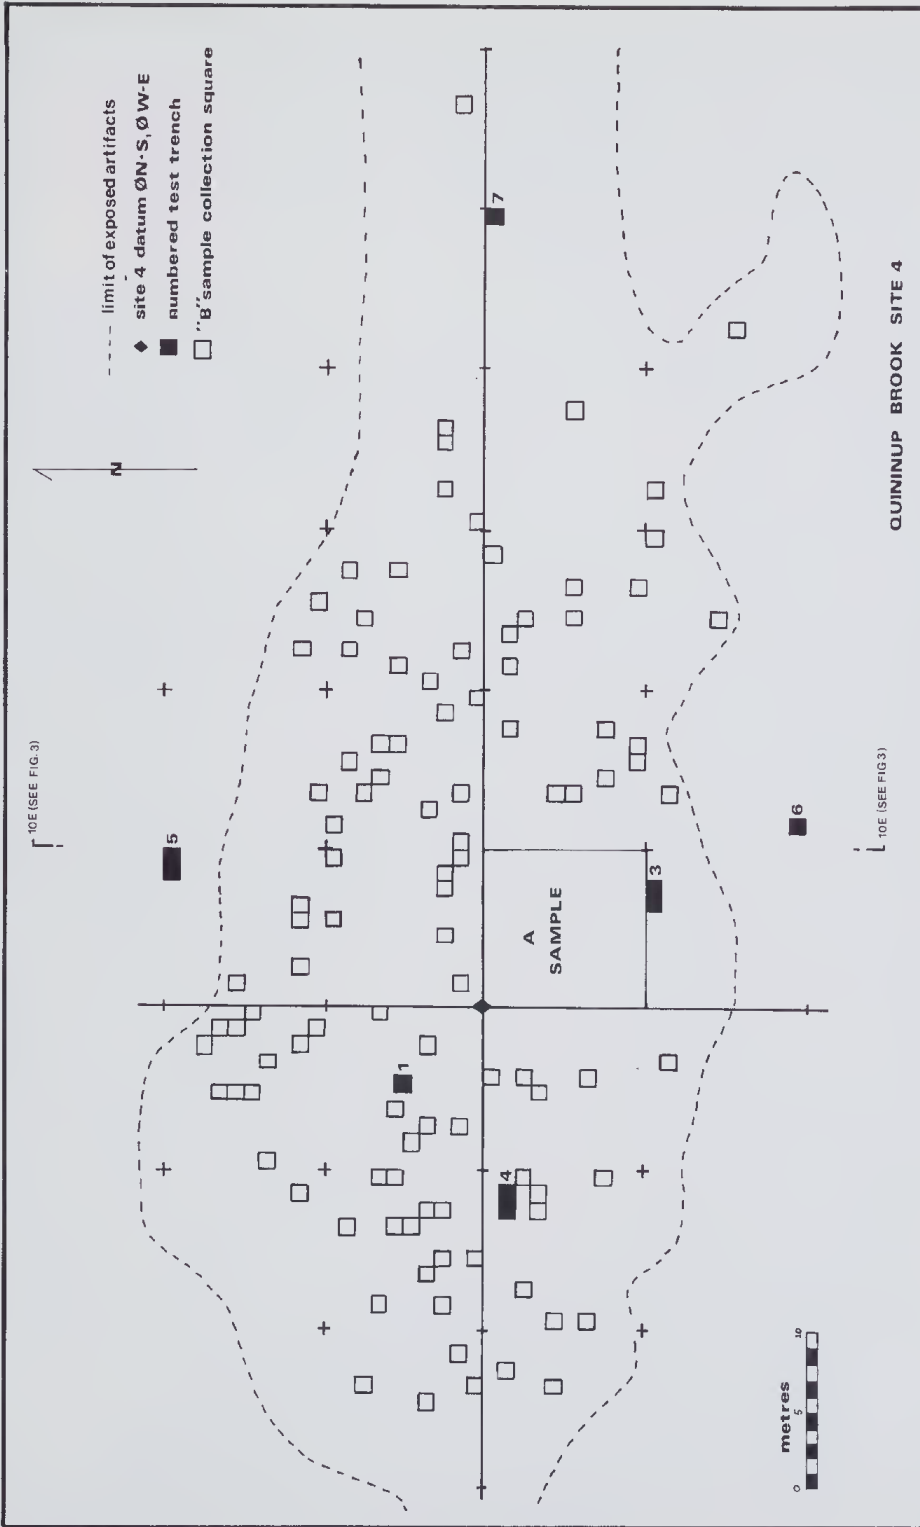 ---- limit of exposed artifacts
◆ site 4 datum ØN-S, ØW-E
■ numbered test trench
□ "B" sample collection square
N
10E (SEE FIG. 3)
5
1
7
A
SAMPLE
4
3
6
10E (SEE FIG 3)
metres
0 5 10
QUININUP BROOK SITE 4